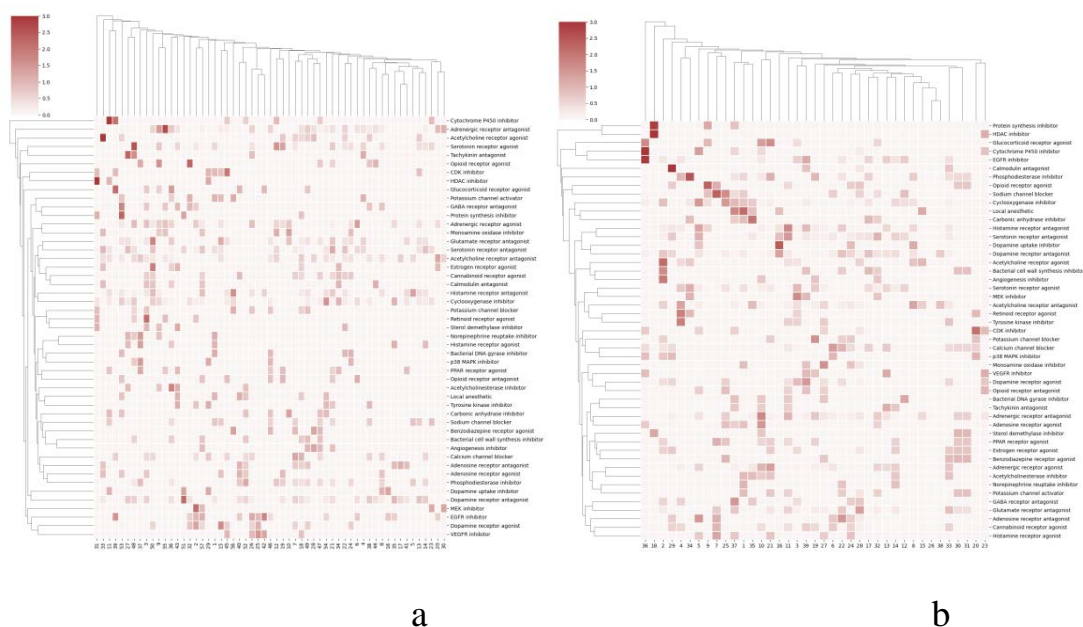 3.0
2.5
2.0
1.5
1.0
0.5
0.0
Cytochrome P450 inhibitor
Adrenergic receptor antagonist
Acetylcholine receptor agonist
Serotonin receptor agonist
Tachykinin antagonist
Opioid receptor agonist
CDK inhibitor
HDAC inhibitor
Glucocorticoid receptor agonist
Potassium channel activator
GABA receptor antagonist
Protein synthesis inhibitor
Adrenergic receptor agonist
Monoamine oxidase inhibitor
Glutamate receptor antagonist
Serotonin receptor antagonist
Acetylcholine receptor antagonist
Estrogen receptor agonist
Cannabinoid receptor agonist
Calmodulin antagonist
Histamine receptor antagonist
Cyclooxygenase inhibitor
Potassium channel blocker
Retinoid receptor agonist
Sterol demethylase inhibitor
Norepinephrine reuptake inhibitor
Histamine receptor agonist
Bacterial DNA gyrase inhibitor
p38 MAPK inhibitor
PPAR receptor agonist
Opioid receptor antagonist
Acetylcholinesterase inhibitor
Local anesthetic
Tyrosine kinase inhibitor
Carbonic anhydrase inhibitor
Sodium channel blocker
Benzodiazepine receptor agonist
Bacterial cell wall synthesis inhibitor
Angiogenesis inhibitor
Calcium channel blocker
Adenosine receptor antagonist
Adenosine receptor agonist
Phosphodiesterase inhibitor
Dopamine uptake inhibitor
Dopamine receptor antagonist
MEK inhibitor
EGFR inhibitor
Dopamine receptor agonist
VEGFR inhibitor
a
3.0
2.5
2.0
1.5
1.0
0.5
0.0
Protein synthesis inhibitor
HDAC inhibitor
Glucocorticoid receptor agonist
Cytochrome P450 inhibitor
EGFR inhibitor
Calmodulin antagonist
Phosphodiesterase inhibitor
Opioid receptor agonist
Sodium channel blocker
Cyclooxygenase inhibitor
Local anesthetic
Carbonic anhydrase inhibitor
Histamine receptor antagonist
Serotonin receptor antagonist
Dopamine uptake inhibitor
Dopamine receptor antagonist
Acetylcholine receptor agonist
Bacterial cell wall synthesis inhibito
Angiogenesis inhibitor
Serotonin receptor agonist
MEK inhibitor
Acetylcholine receptor antagonist
Retinoid receptor agonist
Tyrosine kinase inhibitor
CDK inhibitor
Potassium channel blocker
Calcium channel blocker
p38 MAPK inhibitor
Monoamine oxidase inhibitor
VEGFR inhibitor
Dopamine receptor agonist
Opioid receptor antagonist
Bacterial DNA gyrase inhibitor
Tachykinin antagonist
Adrenergic receptor antagonist
Adenosine receptor agonist
Sterol demethylase inhibitor
PPAR receptor agonist
Estrogen receptor agonist
Benzodiazepine receptor agonist
Adrenergic receptor agonist
Acetylcholinesterase inhibitor
Norepinephrine reuptake inhibitor
Potassium channel activator
GABA receptor antagonist
Glutamate receptor antagonist
Adenosine receptor antagonist
Cannabinoid receptor agonist
Histamine receptor agonist
36 18 2 29 4 34 5 9 7 25 37 1 35 10 21 16 11 3 39 19 27 6 22 24 28 17 32 13 14 12 8 15 26 38 33 30 31 20 23
b